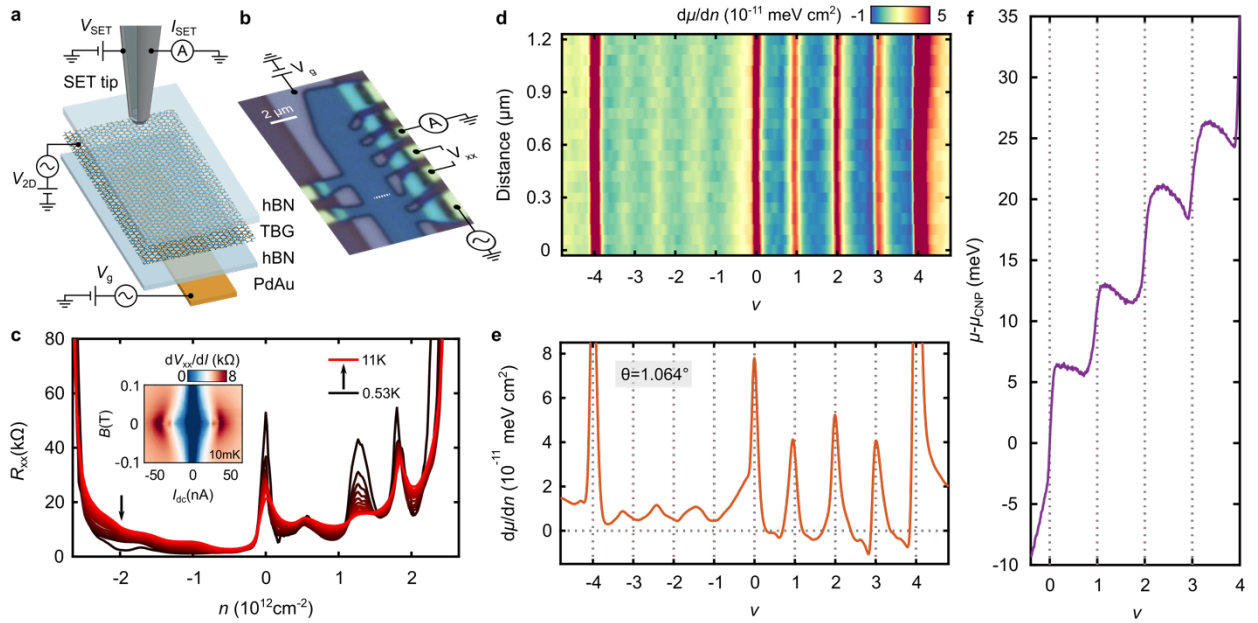 a
V_SET
I_SET
A
SET tip
V_2D
hBN
TBG
hBN
PdAu
V_g
b
V_g
2 μm
A
V_xx
c
R_xx(kΩ)
80
60
40
20
0
dV_xx/dI (kΩ)
0
8
B(T)
0.1
0
-0.1
10mK
-50
0
50
I_dc(nA)
11K
0.53K
-2
-1
0
1
2
n (10^12cm^-2)
d
dμ/dn (10^-11 meV cm^2)
-1
5
Distance (μm)
1.2
0.9
0.6
0.3
0
-4
-3
-2
-1
0
1
2
3
4
ν
e
dμ/dn (10^-11 meV cm^2)
8
6
4
2
0
θ=1.064°
-4
-3
-2
-1
0
1
2
3
4
ν
f
μ-μ_CNP (meV)
35
30
25
20
15
10
5
0
-5
-10
0
1
2
3
4
ν